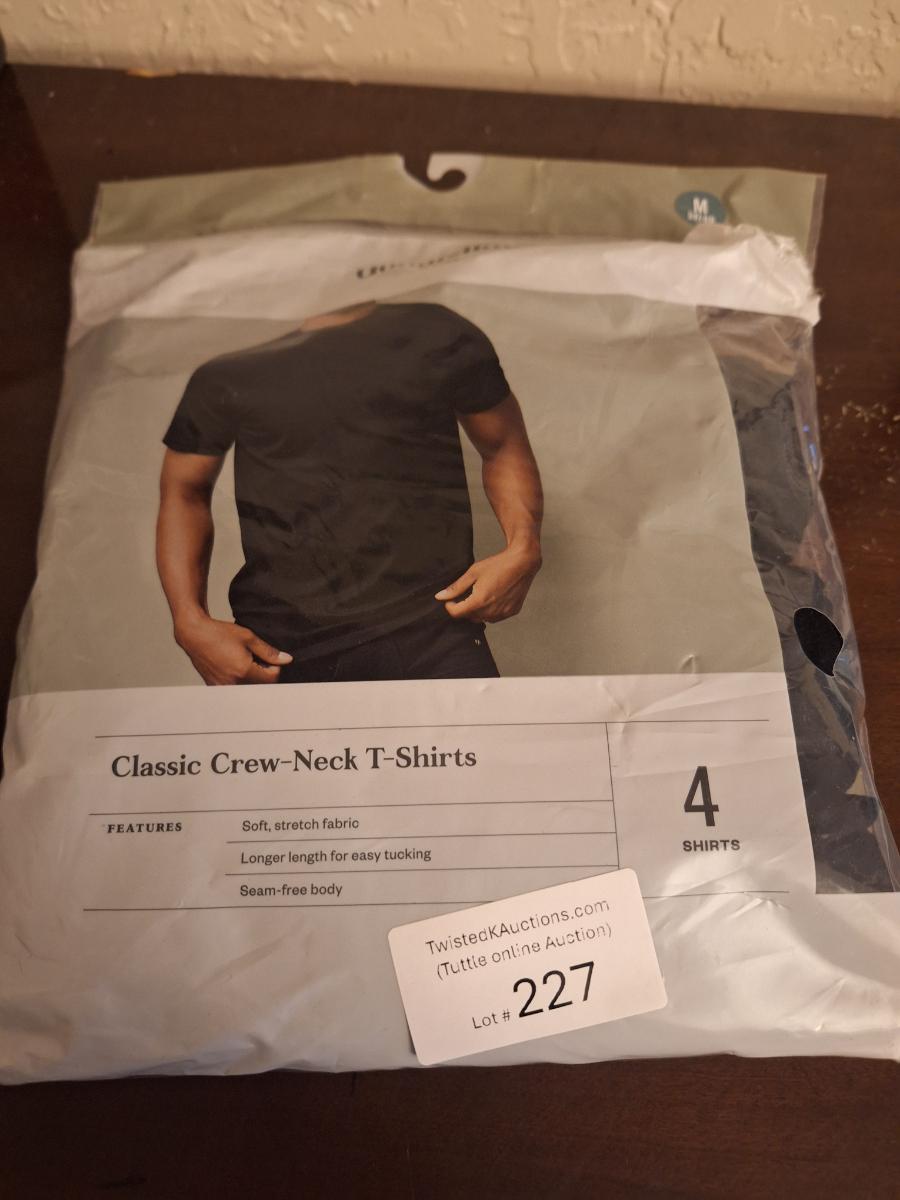 M
Classic Crew-Neck T-Shirts
FEATURES
Soft, stretch fabric
Longer length for easy tucking
Seam-free body
4
SHIRTS
TwistedKAuctions.com
(Tuttle online Auction)
Lot # 227